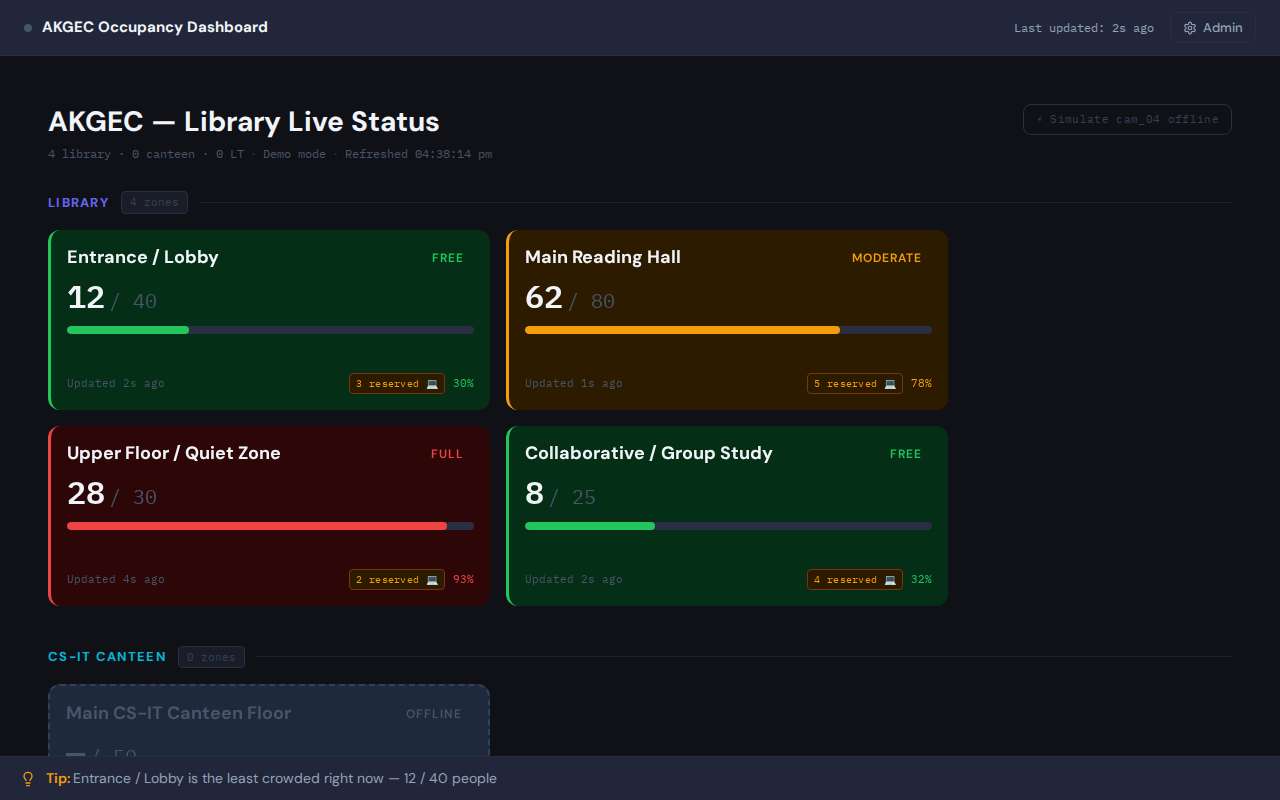 AKGEC Occupancy Dashboard
Last updated: 2s ago
Admin
AKGEC — Library Live Status
⚡ Simulate cam_04 offline
4 library · 0 canteen · 0 LT · Demo mode · Refreshed 04:38:14 pm
LIBRARY
4 zones
Entrance / Lobby
FREE
12 / 40
Updated 2s ago
3 reserved 💻
30%
Main Reading Hall
MODERATE
62 / 80
Updated 1s ago
5 reserved 💻
78%
Upper Floor / Quiet Zone
FULL
28 / 30
Updated 4s ago
2 reserved 💻
93%
Collaborative / Group Study
FREE
8 / 25
Updated 2s ago
4 reserved 💻
32%
CS-IT CANTEEN
0 zones
Main CS-IT Canteen Floor
OFFLINE
— / 50
Tip: Entrance / Lobby is the least crowded right now — 12 / 40 people